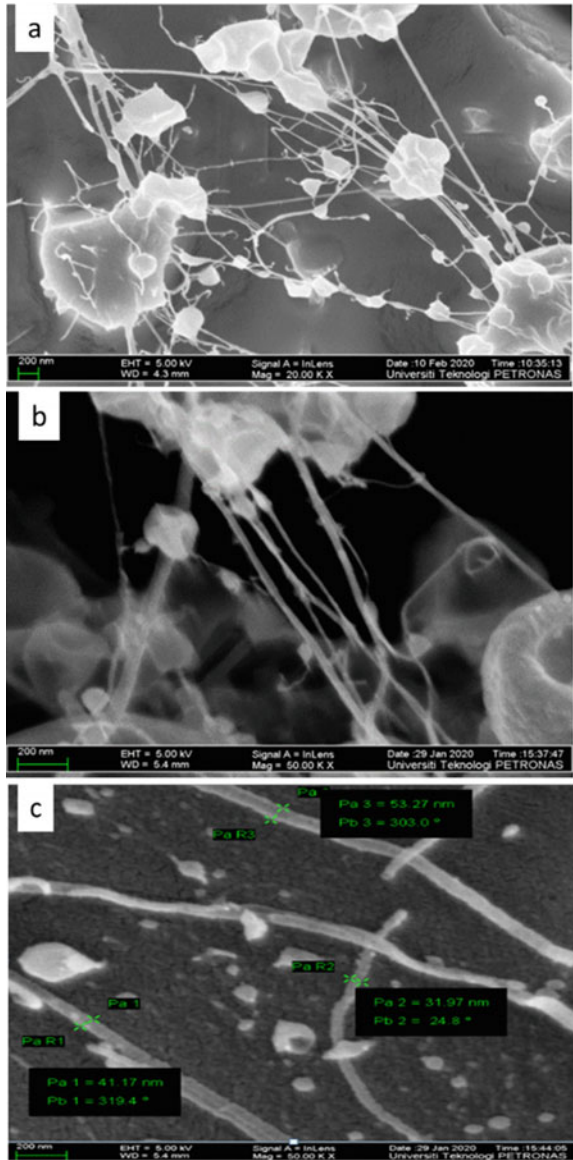 a
200 nm
EHT = 5.00 kV
WD = 4.3 mm
Signal A = InLens
Mag = 20.00 K X
Date :10 Feb 2020 Time :10:35:13
Universiti Teknologi PETRONAS
b
200 nm
EHT = 5.00 kV
WD = 5.4 mm
Signal A = InLens
Mag = 50.00 K X
Date :29 Jan 2020 Time :15:37:47
Universiti Teknologi PETRONAS
c
Pa R3
Pa 3 = 53.27 nm
Pb 3 = 303.0 °
Pa R2
Pa 2 = 31.97 nm
Pb 2 = 24.8 °
Pa 1
Pa R1
Pa 1 = 41.17 nm
Pb 1 = 319.4 °
200 nm
EHT = 5.00 kV
WD = 5.4 mm
Signal A = InLens
Mag = 50.00 K X
Date :29 Jan 2020 Time :15:44:05
Universiti Teknologi PETRONAS